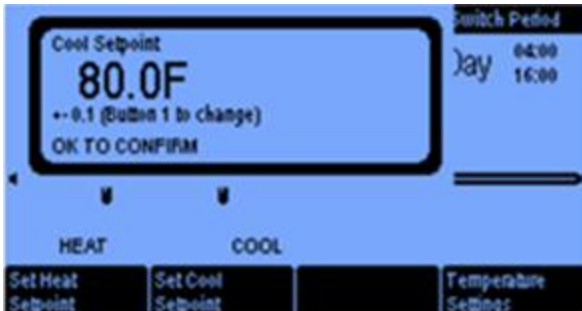 Cool Setpoint
80.0F
+- 0.1 (Button 1 to change)
OK TO CONFIRM
Switch Period
Day 04:00
16:00
HEAT COOL
Set Heat Setpoint
Set Cool Setpoint
Temperature Settings